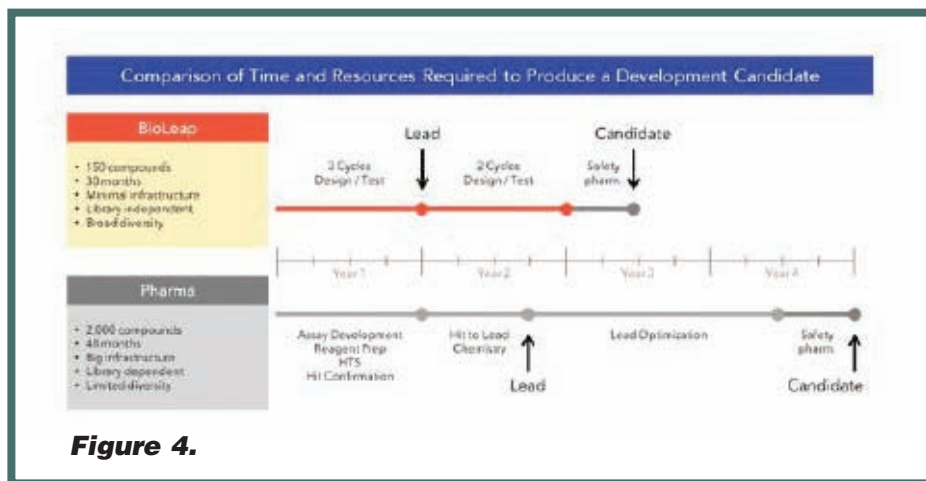 Comparison of Time and Resources Required to Produce a Development Candidate
BioLeap
• 150 compounds
• 30 months
• Minimal infrastructure
• Library independent
• Broad diversity
Lead
Candidate
Cycles
Design / Test
2 Cycles
Design / Test
Safety
pharm
Year 1
Year 2
Year 3
Year 4
Pharma
• 2,000 compounds
• 48 months
• Big infrastructure
• Library dependent
• Limited diversity
Assay Development
Reagent Prep
HTS
Hit Confirmation
Hit to Lead
Chemistry
Lead Optimization
Safety
pharm
Lead
Candidate
Figure 4.